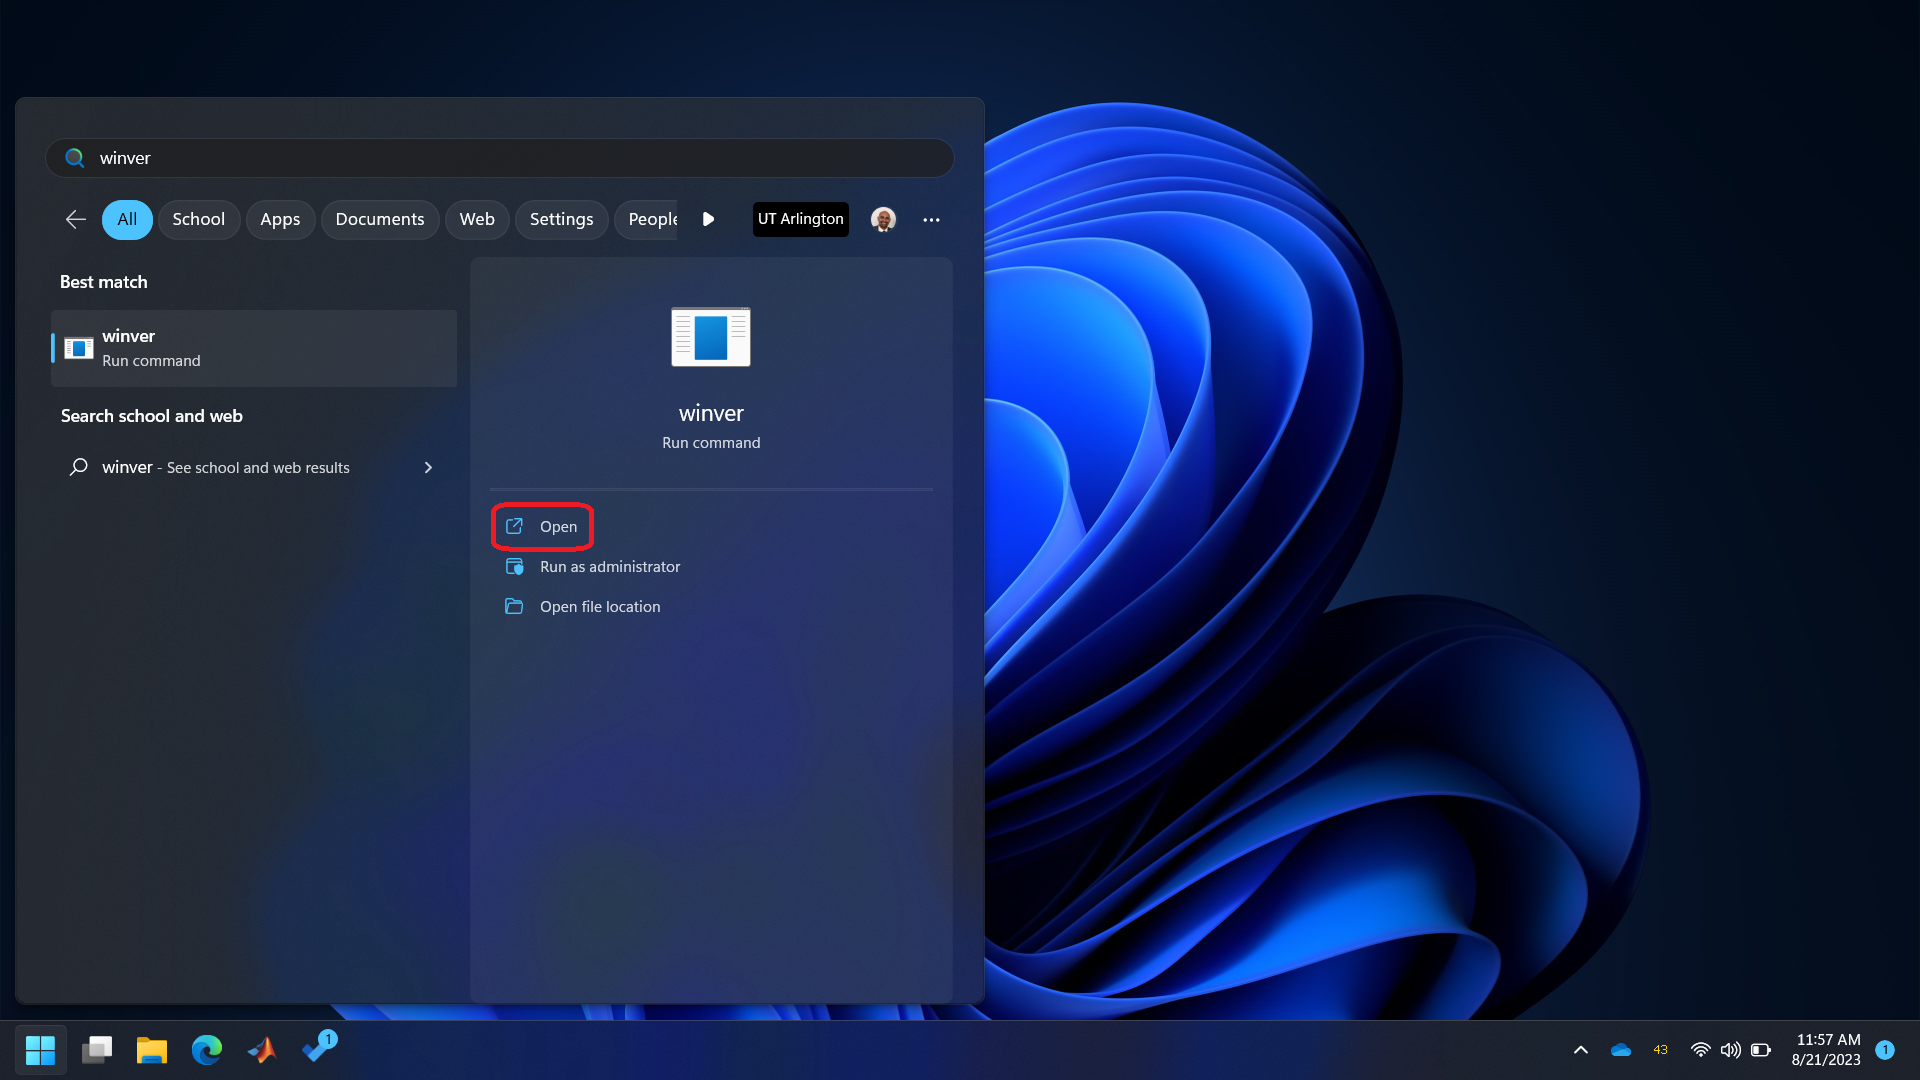 winver
All
School
Apps
Documents
Web
Settings
People
UT Arlington
Best match
winver
Run command
Search school and web
winver - See school and web results
winver
Run command
Open
Run as administrator
Open file location
1
43
11:57 AM
8/21/2023
1